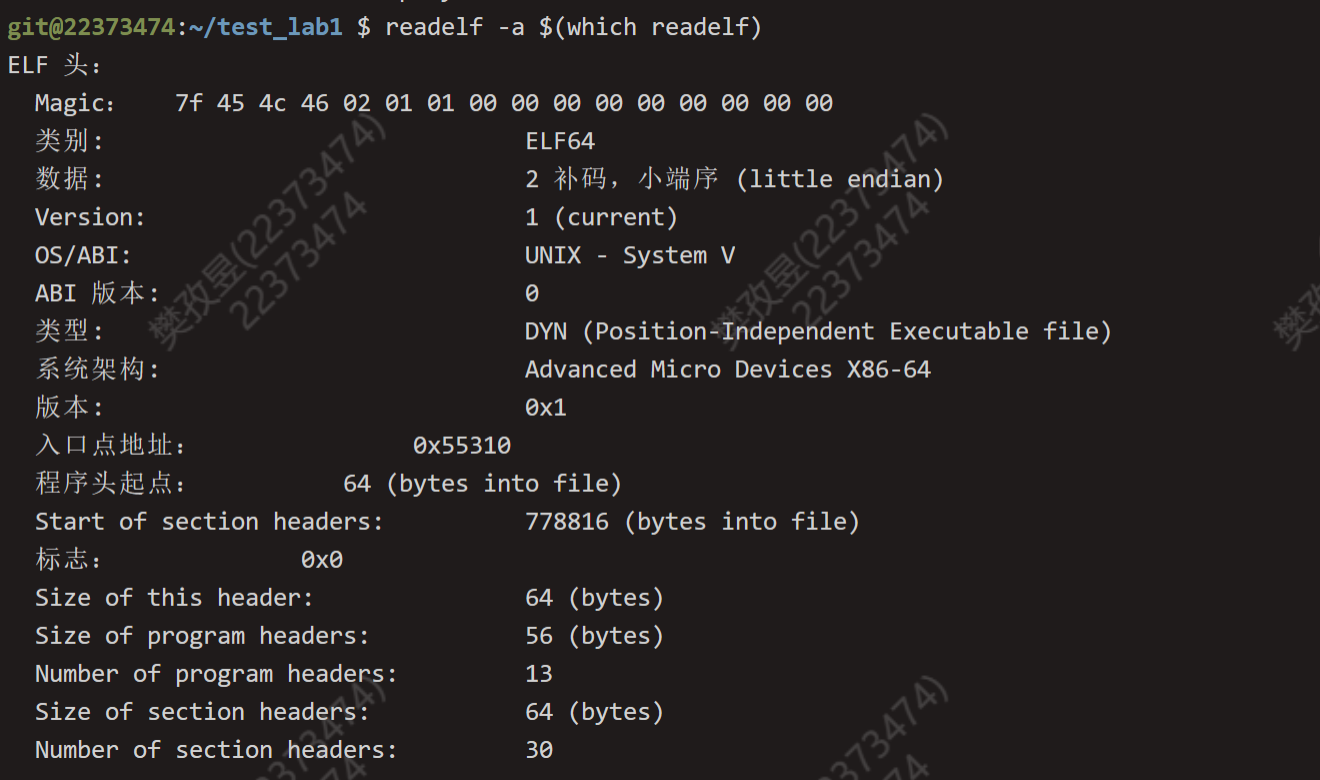 git@22373474:~/test_lab1 $ readelf -a $(which readelf)
ELF 头：
Magic：  7f 45 4c 46 02 01 01 00 00 00 00 00 00 00 00 00
类别: ELF64
数据: 2 补码，小端序 (little endian)
Version: 1 (current)
OS/ABI: UNIX - System V
ABI 版本: 0
类型: DYN (Position-Independent Executable file)
系统架构: Advanced Micro Devices X86-64
版本: 0x1
入口点地址： 0x55310
程序头起点： 64 (bytes into file)
Start of section headers: 778816 (bytes into file)
标志： 0x0
Size of this header: 64 (bytes)
Size of program headers: 56 (bytes)
Number of program headers: 13
Size of section headers: 64 (bytes)
Number of section headers: 30
樊孜昱(22373474)
22373474
樊孜昱(22373474)
22373474